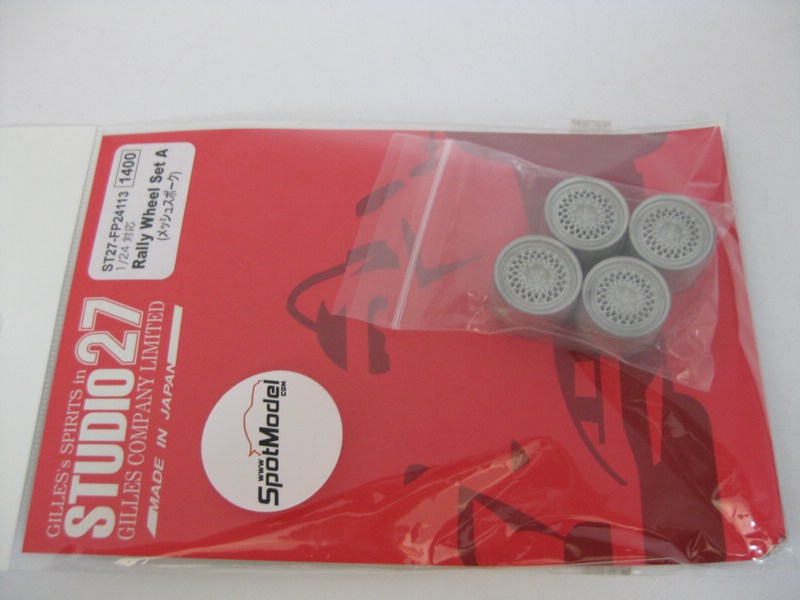 ST27-FP24113 1400
1/24 対応
Rally Wheel Set A
(メッシュスポーク)
GILLES's SPIRITS in
STUDIO27
GILLES COMPANY LIMITED
MADE IN JAPAN
www
SpotModel
.COM